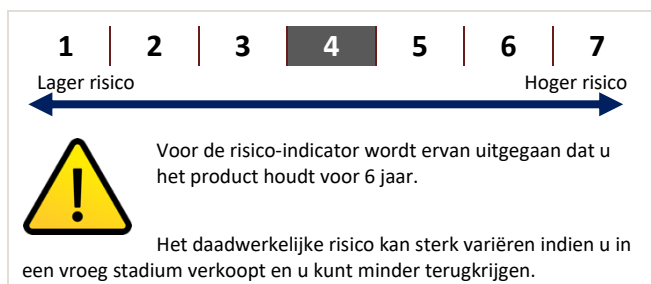 1 2 3 4 5 6 7
Lager risico Hoger risico
Voor de risico-indicator wordt ervan uitgegaan dat u
het product houdt voor 6 jaar.
Het daadwerkelijke risico kan sterk variëren indien u in
een vroeg stadium verkoopt en u kunt minder terugkrijgen.